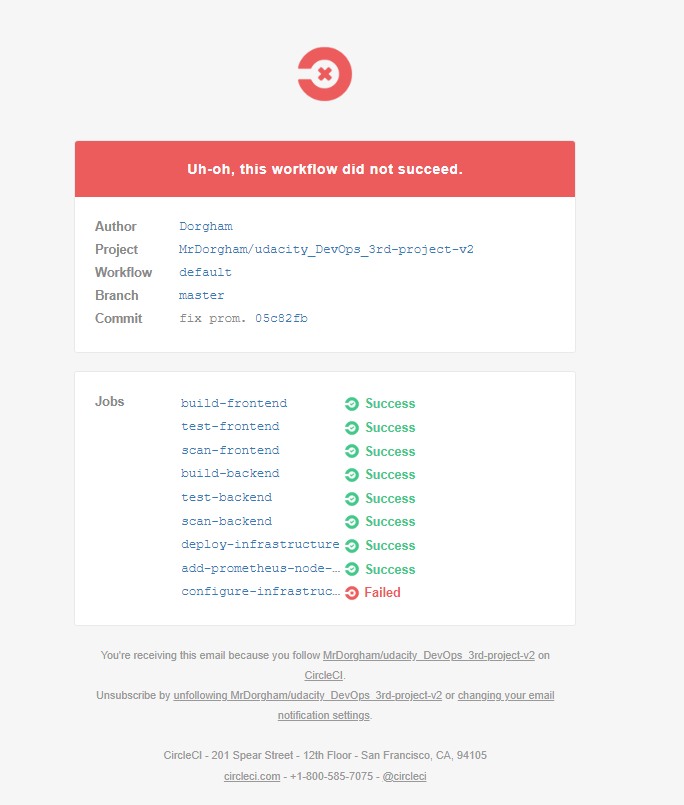 Uh-oh, this workflow did not succeed.
Author Dorgham
Project MrDorgham/udacity_DevOps_3rd-project-v2
Workflow default
Branch master
Commit fix prom. 05c82fb
Jobs build-frontend Success
test-frontend Success
scan-frontend Success
build-backend Success
test-backend Success
scan-backend Success
deploy-infrastructure Success
add-prometheus-node-… Success
configure-infrastruc… Failed
You're receiving this email because you follow MrDorgham/udacity_DevOps_3rd-project-v2 on
CircleCI.
Unsubscribe by unfollowing MrDorgham/udacity_DevOps_3rd-project-v2 or changing your email
notification settings.
CircleCI - 201 Spear Street - 12th Floor - San Francisco, CA, 94105
circleci.com - +1-800-585-7075 - @circleci